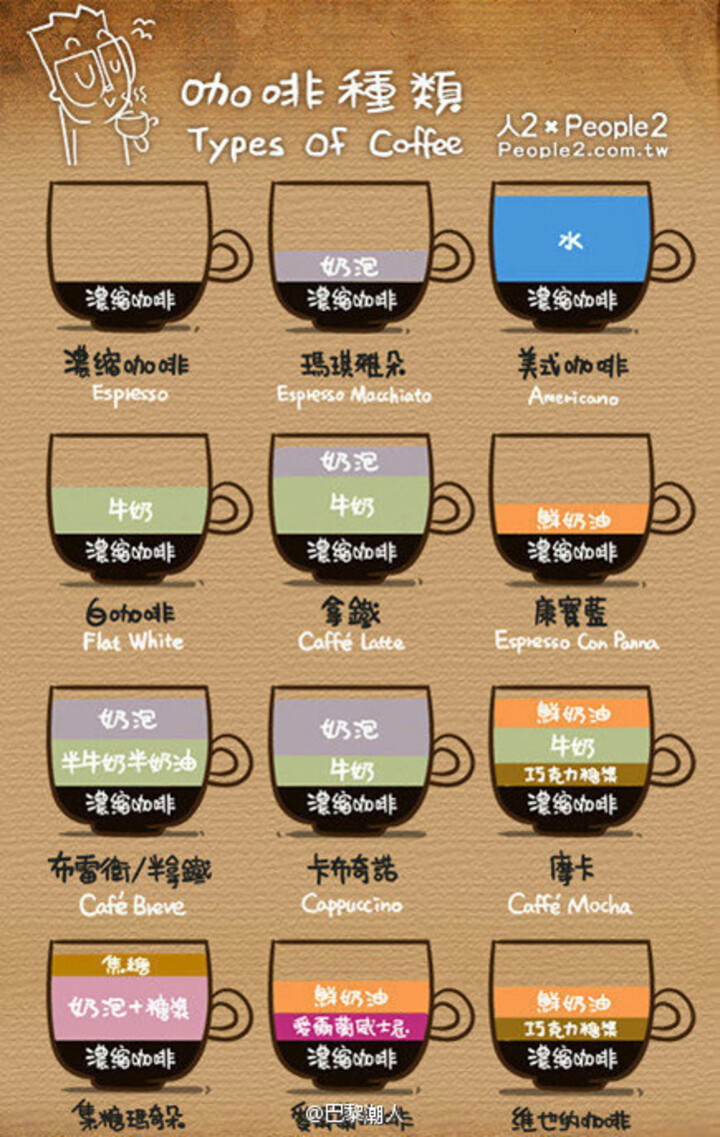 咖啡種類
Types Of Coffee
人2×People2
People2.com.tw
濃縮咖啡
濃縮咖啡
Espresso
奶泡
濃縮咖啡
瑪琪雅朵
Espresso Macchiato
水
濃縮咖啡
美式咖啡
Americano
牛奶
濃縮咖啡
白咖啡
Flat White
奶泡
牛奶
濃縮咖啡
拿鐵
Caffé Latte
鮮奶油
濃縮咖啡
康寶藍
Espresso Con Panna
奶泡
半牛奶半奶油
濃縮咖啡
布雷衛/半拿鐵
Café Breve
奶泡
牛奶
濃縮咖啡
卡布奇諾
Cappuccino
鮮奶油
牛奶
巧克力糖漿
濃縮咖啡
摩卡
Caffé Mocha
焦糖
奶泡+糖漿
濃縮咖啡
焦糖瑪奇朵
鮮奶油
愛爾蘭威士忌
濃縮咖啡
鮮奶油
巧克力糖漿
濃縮咖啡
維也納咖啡
@巴黎潮人